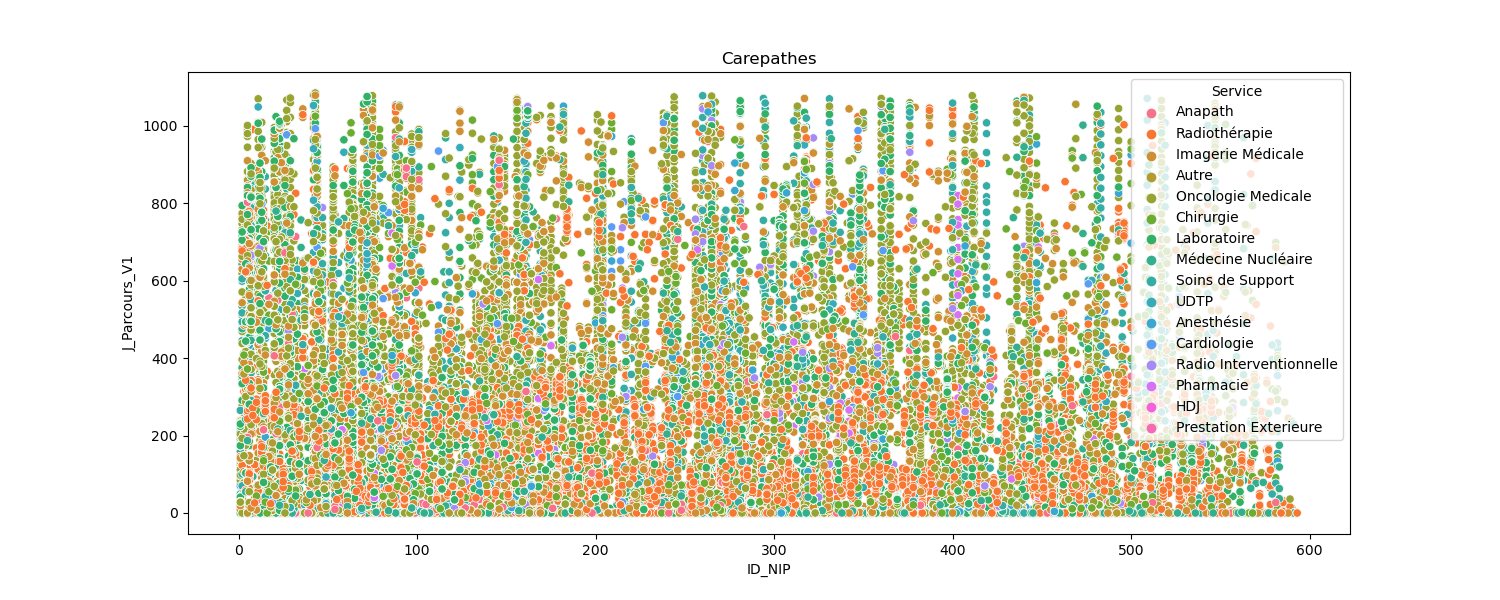 Carepathes
J_Parcours_V1
1000
800
600
400
200
0
0 100 200 300 400 500 600
ID_NIP
Service
Anapath
Radiothérapie
Imagerie Médicale
Autre
Oncologie Medicale
Chirurgie
Laboratoire
Médecine Nucléaire
Soins de Support
UDTP
Anesthésie
Cardiologie
Radio Interventionnelle
Pharmacie
HDJ
Prestation Exterieure